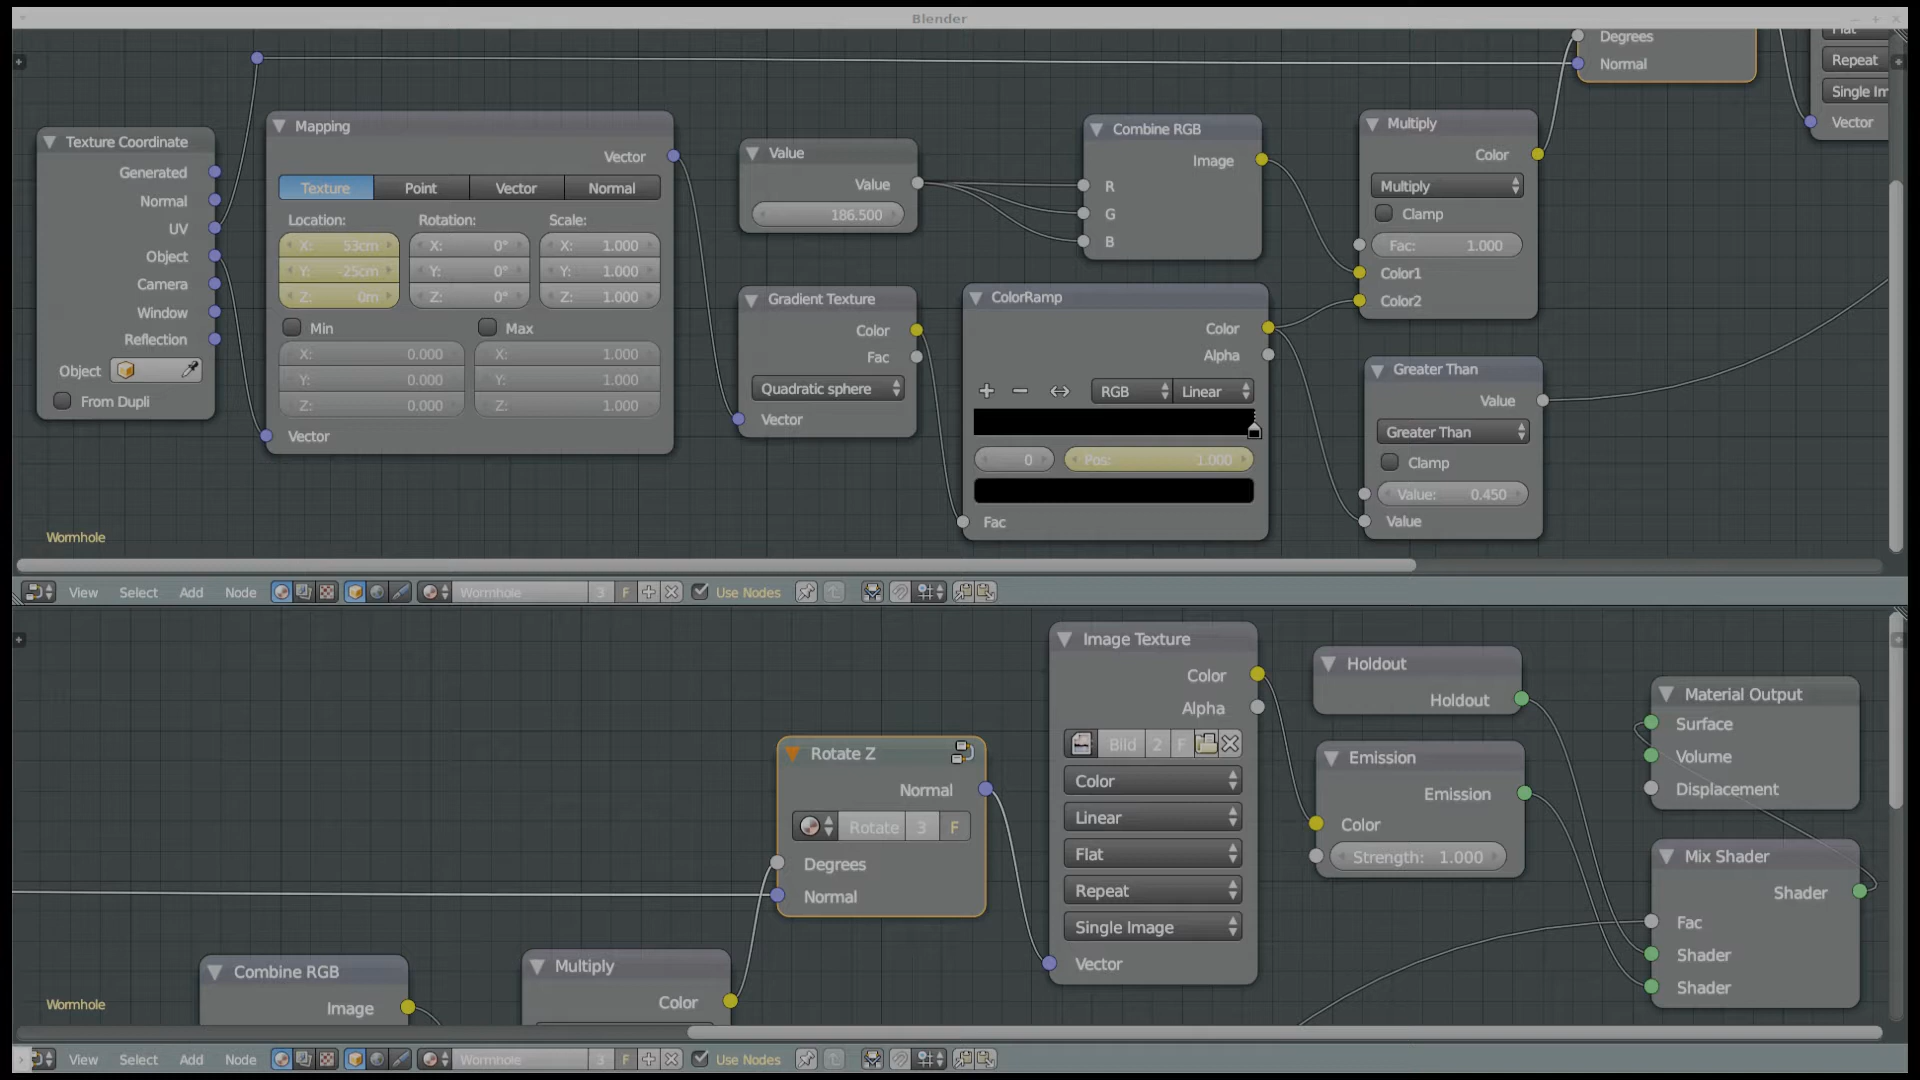 Blender
Degrees
Normal
Flat
Repeat
Single Im
Vector
Texture Coordinate
Generated
Normal
UV
Object
Camera
Window
Reflection
Object
From Dupli
Mapping
Vector
Texture Point Vector Normal
Location: Rotation: Scale:
X: 53cm X: 0° X: 1.000
Y: -25cm Y: 0° Y: 1.000
Z: 0m Z: 0° Z: 1.000
Min Max
X: 0.000 X: 1.000
Y: 0.000 Y: 1.000
Z: 0.000 Z: 1.000
Vector
Value
Value
186.500
Gradient Texture
Color
Fac
Quadratic sphere
Vector
Combine RGB
Image
R
G
B
ColorRamp
Color
Alpha
RGB Linear
0 Pos: 1.000
Fac
Multiply
Color
Multiply
Clamp
Fac: 1.000
Color1
Color2
Greater Than
Value
Greater Than
Clamp
Value: 0.450
Value
Wormhole
View Select Add Node Wormhole 3 F Use Nodes
Image Texture
Color
Alpha
Bild 2 F
Color
Linear
Flat
Repeat
Single Image
Vector
Holdout
Holdout
Emission
Emission
Color
Strength: 1.000
Material Output
Surface
Volume
Displacement
Mix Shader
Shader
Fac
Shader
Shader
Rotate Z
Normal
Rotate 3 F
Degrees
Normal
Combine RGB
Image
Multiply
Color
Wormhole
View Select Add Node Wormhole 3 F Use Nodes